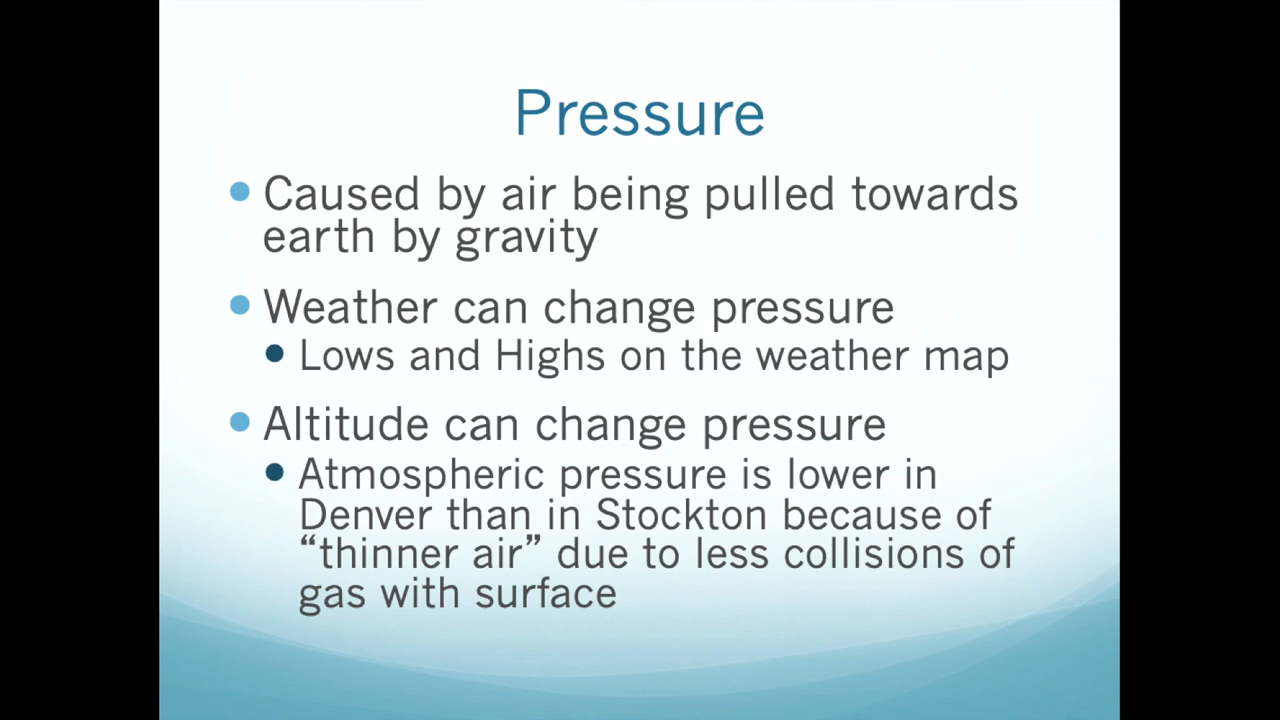 Pressure
• Caused by air being pulled towards
earth by gravity
• Weather can change pressure
• Lows and Highs on the weather map
• Altitude can change pressure
• Atmospheric pressure is lower in
Denver than in Stockton because of
“thinner air” due to less collisions of
gas with surface